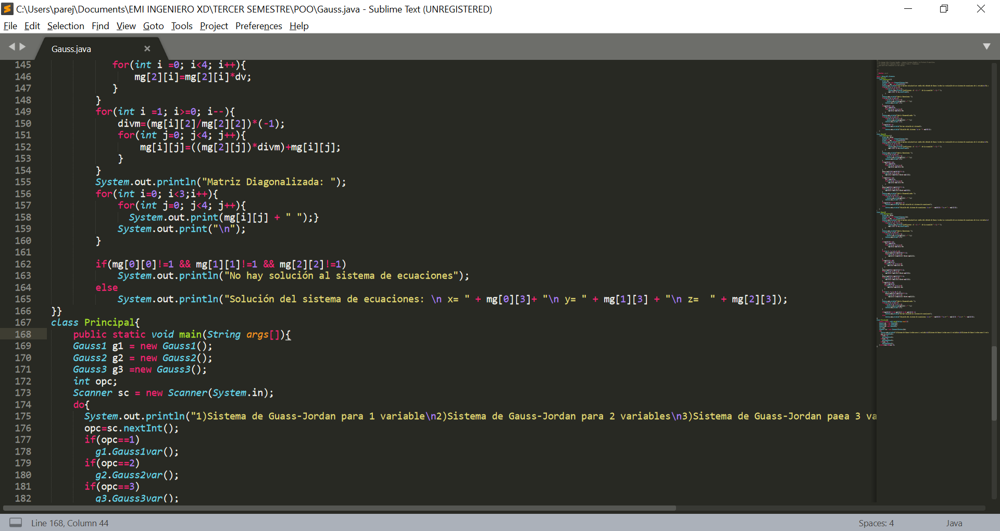 C:\Users\parej\Documents\EMI INGENIERO XD\TERCER SEMESTRE\POO\Gauss.java - Sublime Text (UNREGISTERED)
File Edit Selection Find View Goto Tools Project Preferences Help
Gauss.java
145 for(int i =0; i<4; i++){
146 mg[2][i]=mg[2][i]*dv;
147 }
148 }
149 for(int i =1; i>=0; i--){
150 divm=(mg[i][2]/mg[2][2])*(-1);
151 for(int j=0; j<4; j++){
152 mg[i][j]=((mg[2][j])*divm)+mg[i][j];
153 }
154 }
155 System.out.println("Matriz Diagonalizada: ");
156 for(int i=0; i<3;i++){
157 for(int j=0; j<4; j++){
158 System.out.print(mg[i][j] + " ");}
159 System.out.print("\n");
160 }
161
162 if(mg[0][0]!=1 && mg[1][1]!=1 && mg[2][2]!=1)
163 System.out.println("No hay solución al sistema de ecuaciones");
164 else
165 System.out.println("Solución del sistema de ecuaciones: \n x= " + mg[0][3]+ "\n y= " + mg[1][3] + "\n z=  " + mg[2][3]);
166 }}
167 class Principal{
168 public static void main(String args[]){
169 Gauss1 g1 = new Gauss1();
170 Gauss2 g2 = new Gauss2();
171 Gauss3 g3 =new Gauss3();
172 int opc;
173 Scanner sc = new Scanner(System.in);
174 do{
175 System.out.println("1)Sistema de Guass-Jordan para 1 variable\n2)Sistema de Gauss-Jordan para 2 variables\n3)Sistema de Guass-Jordan paea 3 va
176 opc=sc.nextInt();
177 if(opc==1)
178 g1.Gauss1var();
179 if(opc==2)
180 g2.Gauss2var();
181 if(opc==3)
182 g3.Gauss3var();
Line 168, Column 44
Spaces: 4
Java